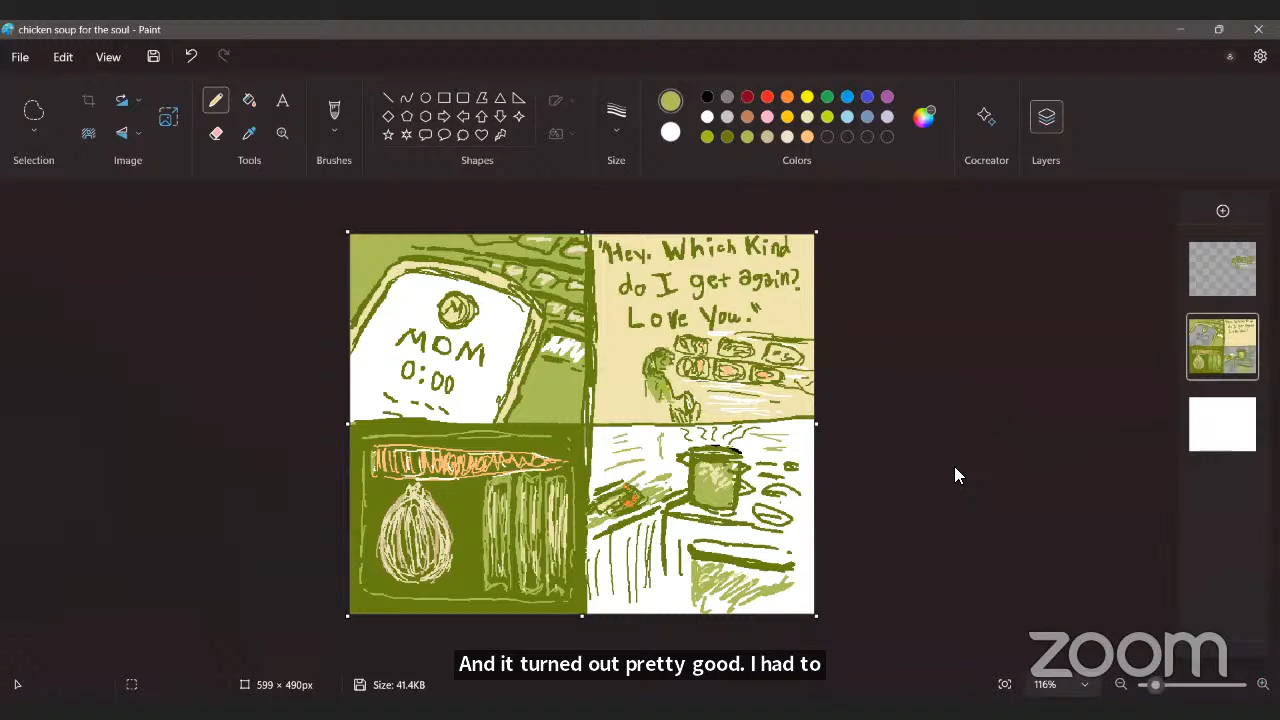 chicken soup for the soul - Paint
File Edit View
Selection Image Tools Brushes Shapes Size Colors Cocreator Layers
A
M
MOM
0:00
"Hey. Which Kind
do I get again?
Love You."
And it turned out pretty good. I had to
zoom
599 × 490px
Size: 41.4KB
116%